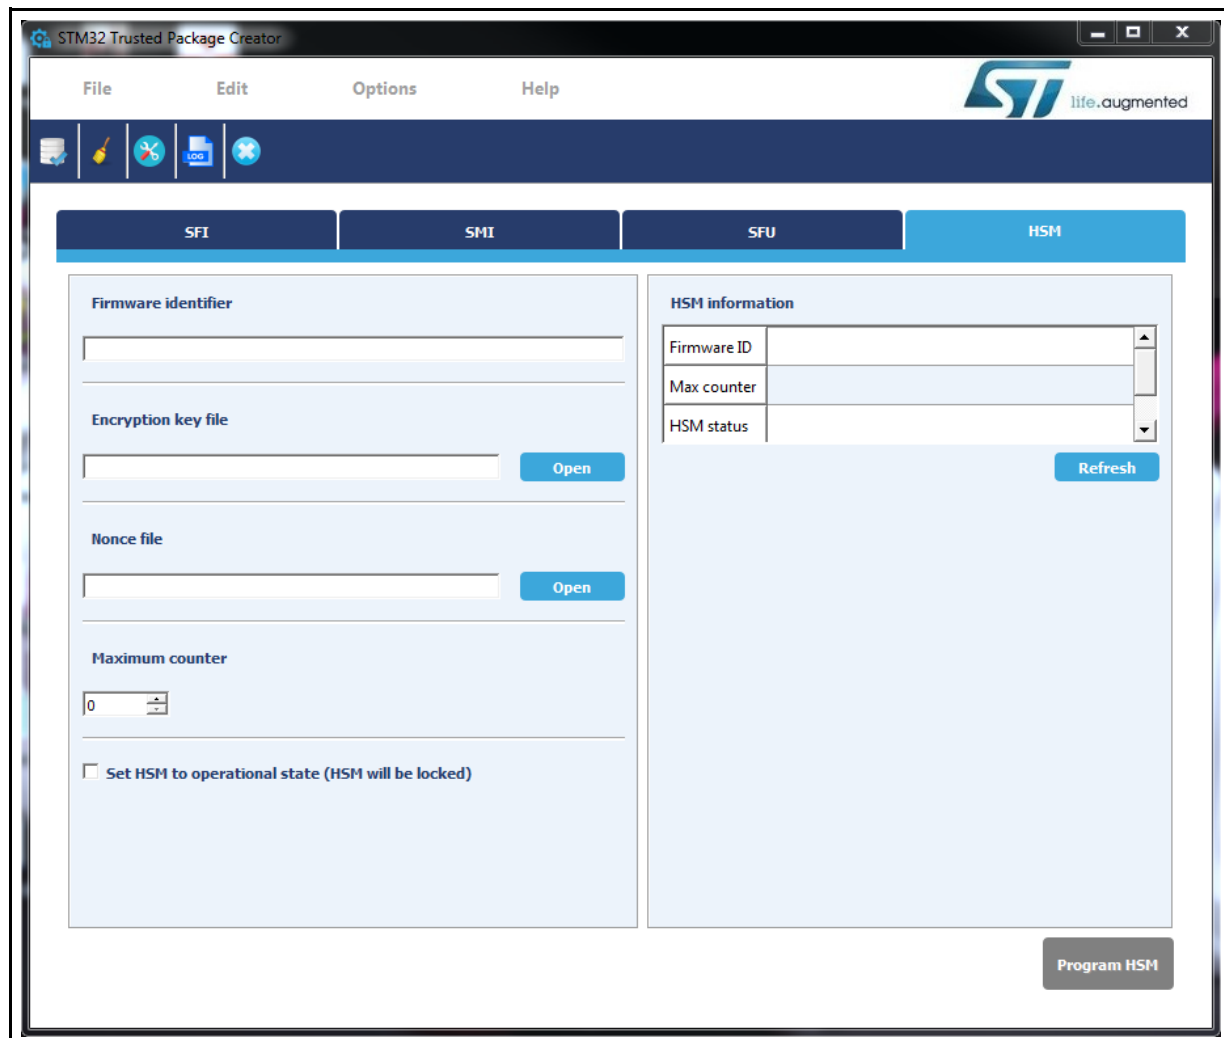 STM32 Trusted Package Creator
File Edit Options Help
ST life.augmented
LOG
SFI SMI SFU HSM
Firmware identifier
Encryption key file
Open
Nonce file
Open
Maximum counter
0
Set HSM to operational state (HSM will be locked)
HSM information
Firmware ID
Max counter
HSM status
Refresh
Program HSM